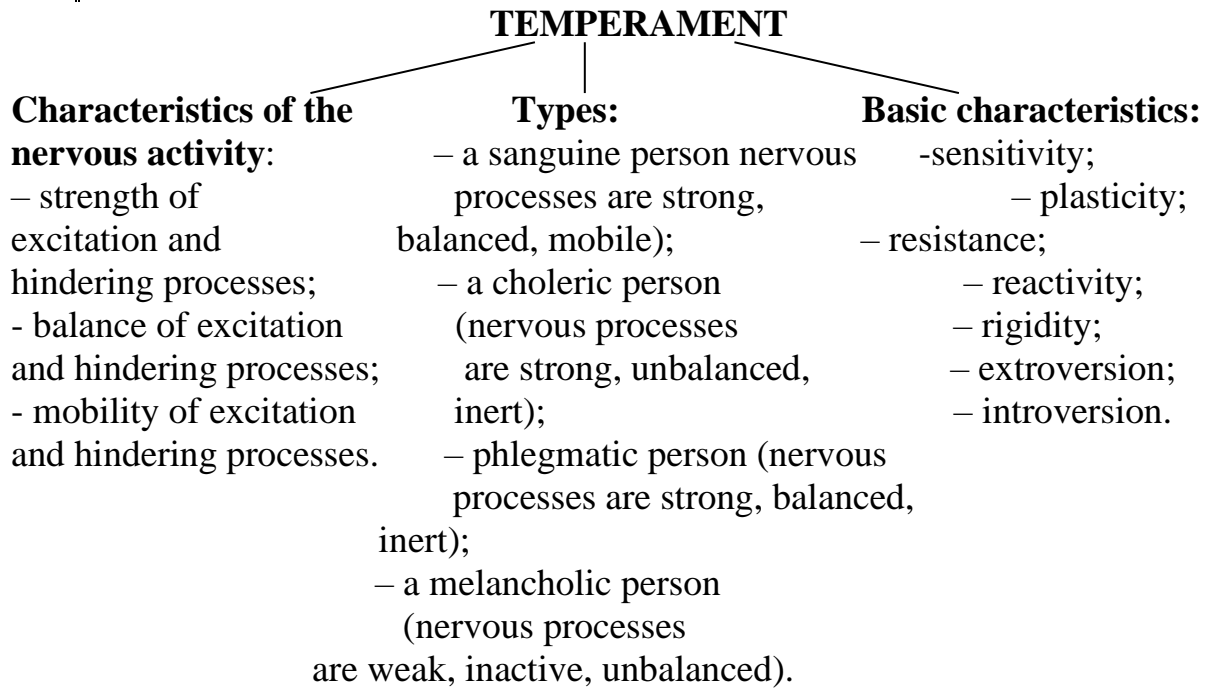 TEMPERAMENT
Characteristics of the
nervous activity:
– strength of
excitation and
hindering processes;
- balance of excitation
and hindering processes;
- mobility of excitation
and hindering processes.
Types:
– a sanguine person nervous
processes are strong,
balanced, mobile);
– a choleric person
(nervous processes
are strong, unbalanced,
inert);
– phlegmatic person (nervous
processes are strong, balanced,
inert);
– a melancholic person
(nervous processes
are weak, inactive, unbalanced).
Basic characteristics:
-sensitivity;
– plasticity;
– resistance;
– reactivity;
– rigidity;
– extroversion;
– introversion.